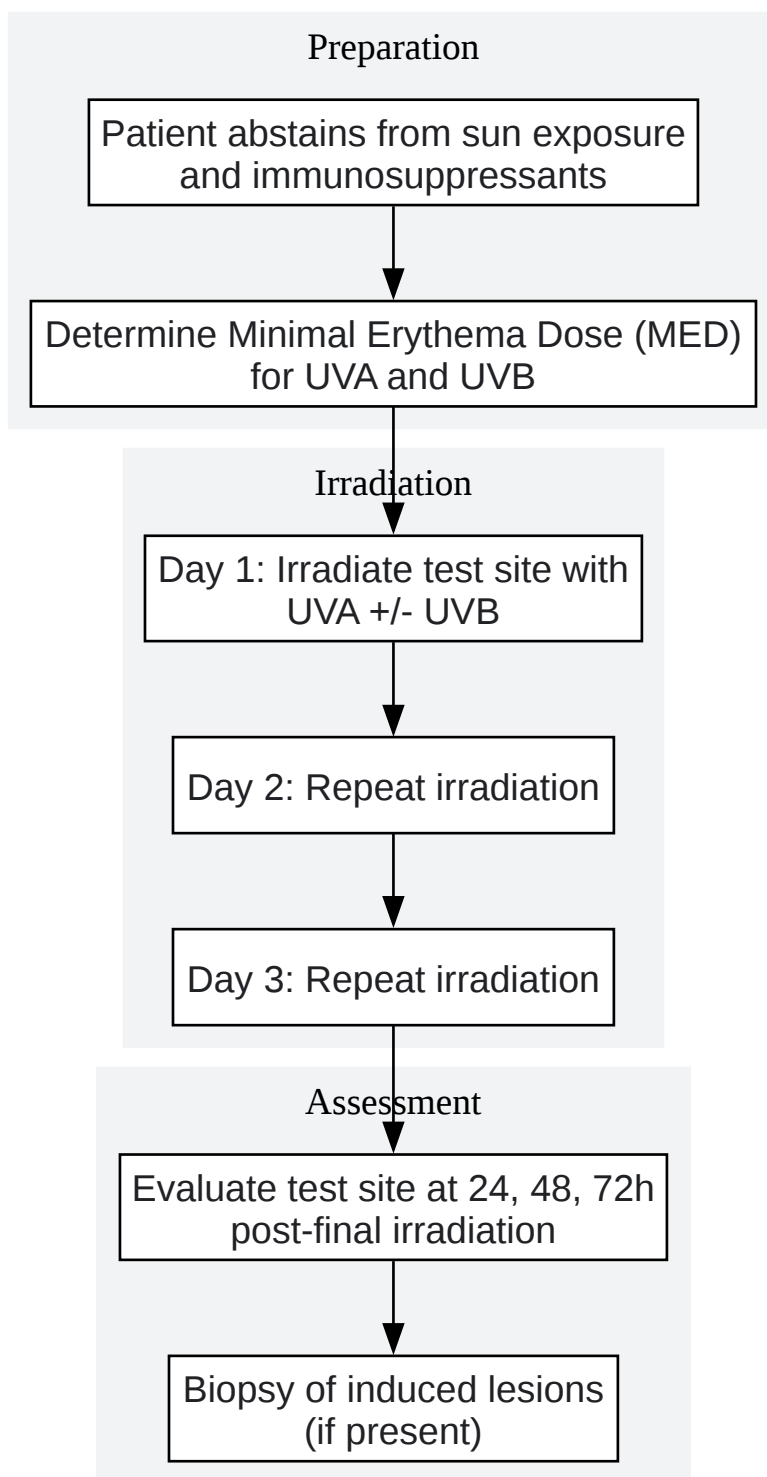 Preparation
Patient abstains from sun exposure
and immunosuppressants
Determine Minimal Erythema Dose (MED)
for UVA and UVB
Irradiation
Day 1: Irradiate test site with
UVA +/- UVB
Day 2: Repeat irradiation
Day 3: Repeat irradiation
Assessment
Evaluate test site at 24, 48, 72h
post-final irradiation
Biopsy of induced lesions
(if present)